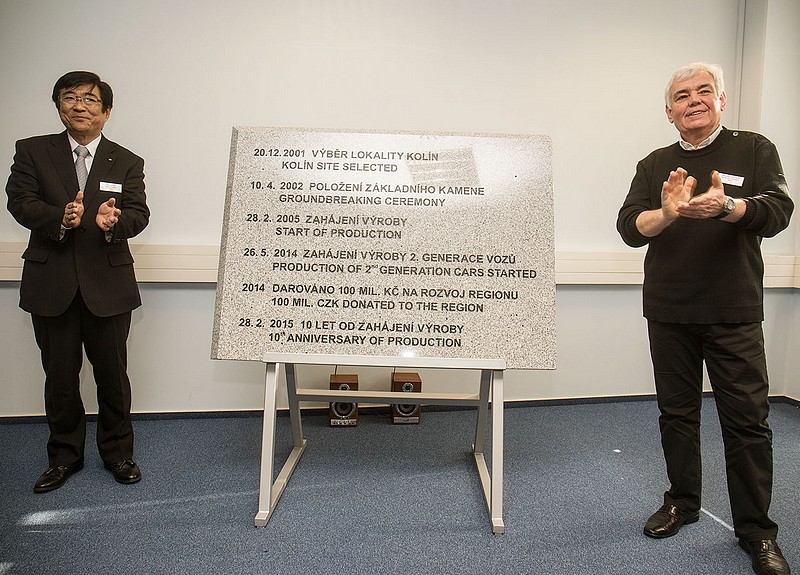 20.12.2001 VÝBĚR LOKALITY KOLÍN
KOLÍN SITE SELECTED
10. 4. 2002 POLOŽENÍ ZÁKLADNÍHO KAMENE
GROUNDBREAKING CEREMONY
28. 2. 2005 ZAHÁJENÍ VÝROBY
START OF PRODUCTION
26. 5. 2014 ZAHÁJENÍ VÝROBY 2. GENERACE VOZŮ
PRODUCTION OF 2ND GENERATION CARS STARTED
2014 DAROVÁNO 100 MIL. KČ NA ROZVOJ REGIONU
100 MIL. CZK DONATED TO THE REGION
28. 2. 2015 10 LET OD ZAHÁJENÍ VÝROBY
10th ANNIVERSARY OF PRODUCTION